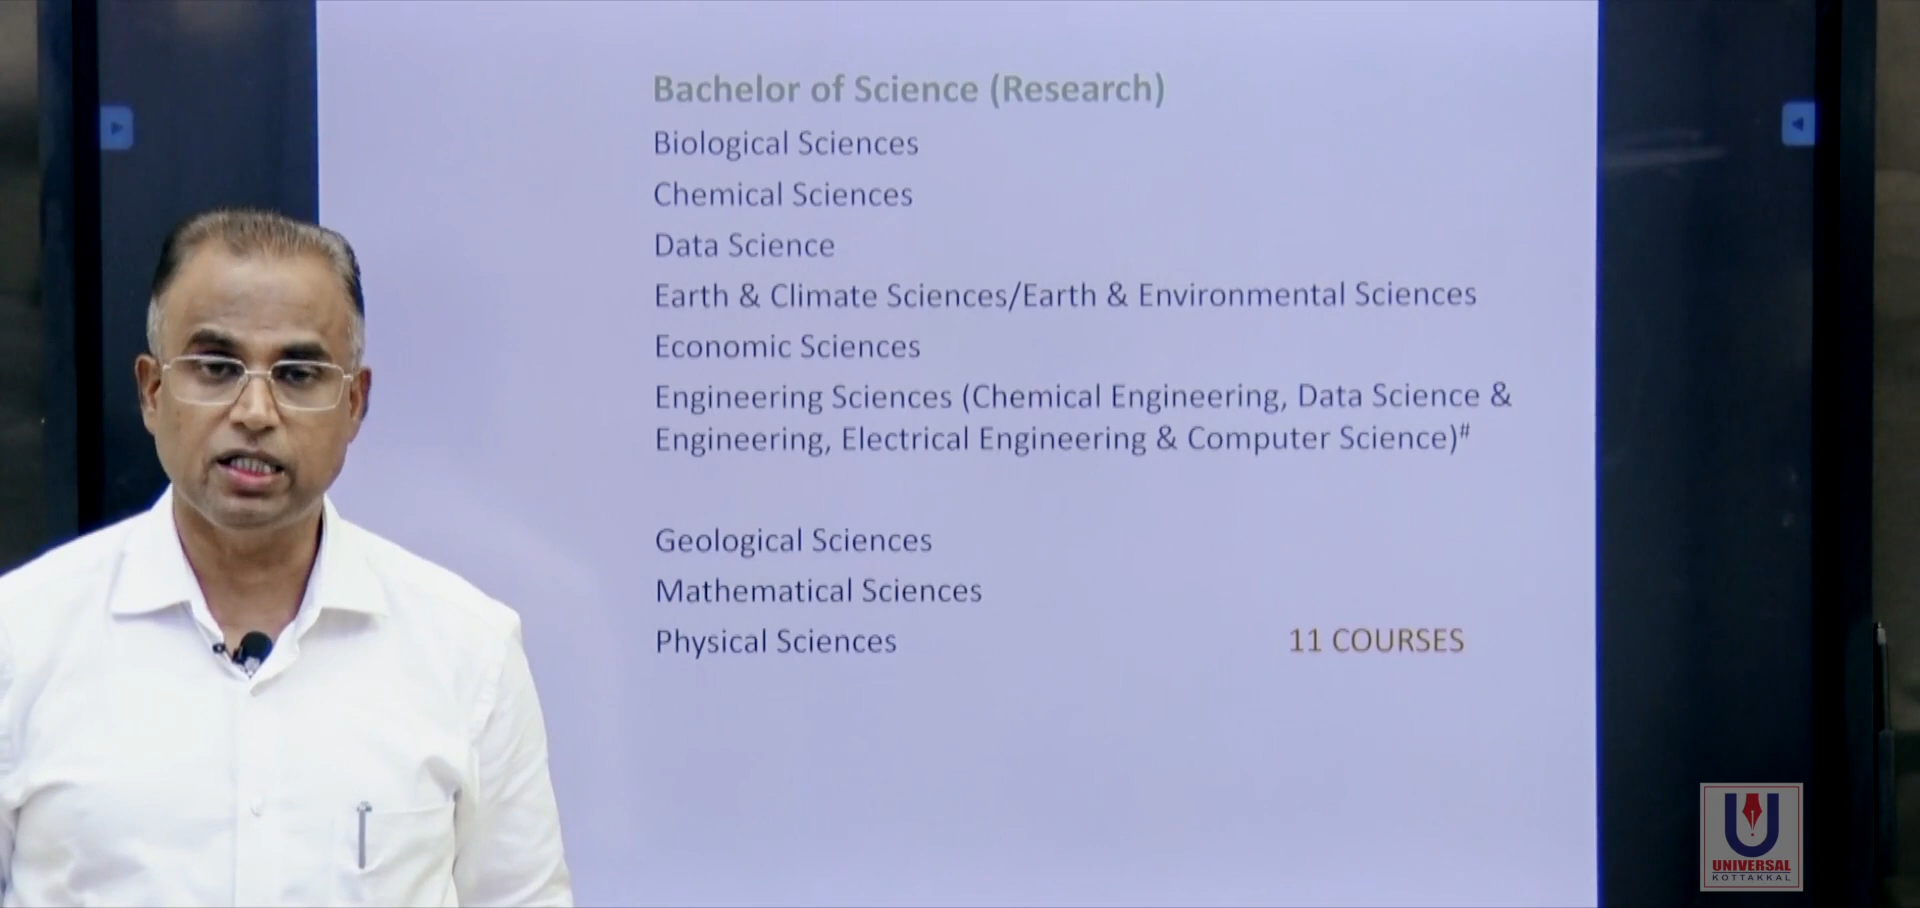 Bachelor of Science (Research)
Biological Sciences
Chemical Sciences
Data Science
Earth & Climate Sciences/Earth & Environmental Sciences
Economic Sciences
Engineering Sciences (Chemical Engineering, Data Science &
Engineering, Electrical Engineering & Computer Science)#
Geological Sciences
Mathematical Sciences
Physical Sciences
11 COURSES
UNIVERSAL
KOTTAKKAL